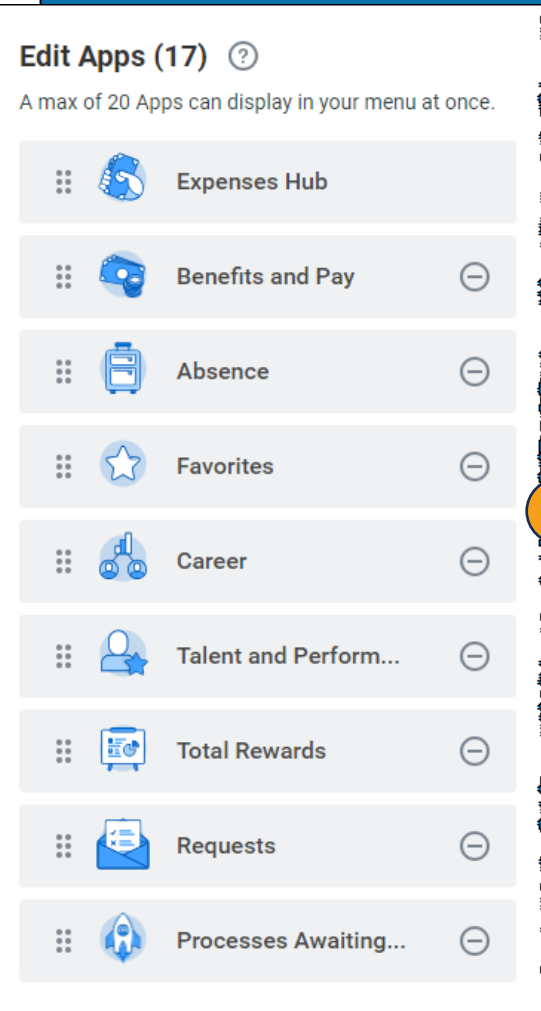 Edit Apps (17) ?
A max of 20 Apps can display in your menu at once.
Expenses Hub
Benefits and Pay
Absence
Favorites
Career
Talent and Perform...
Total Rewards
Requests
Processes Awaiting...